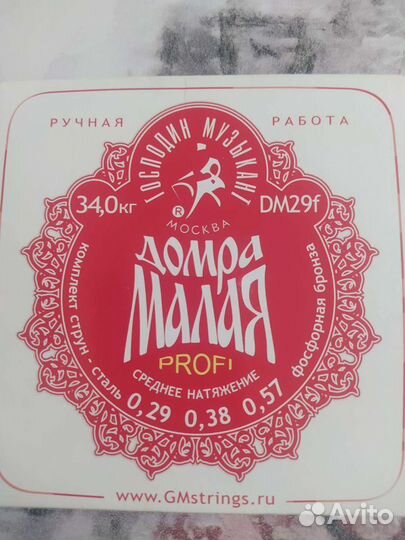 РУЧНАЯ РАБОТА
ГОСПОДИН МУЗЫКАНТ
34,0кг DM29f
®
МОСКВА
ДОМРА
МАЛАЯ
PROFI
СРЕДНЕЕ НАТЯЖЕНИЕ
комплект струн - сталь 0,29 0,38 0,57 фосфорная бронза
www.GMstrings.ru
Avito